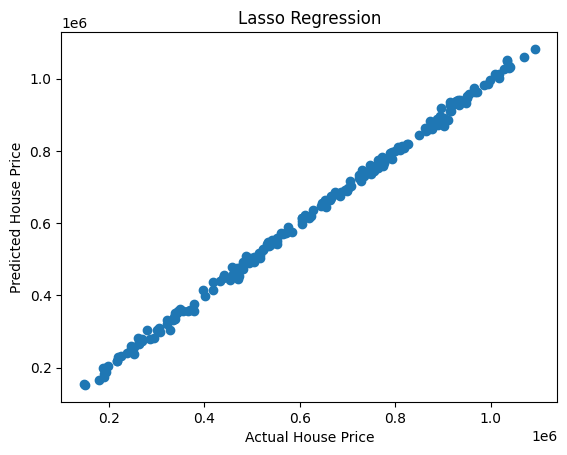 Lasso Regression
1e6
1.0
0.8
0.6
0.4
0.2
Predicted House Price
0.2 0.4 0.6 0.8 1.0
1e6
Actual House Price